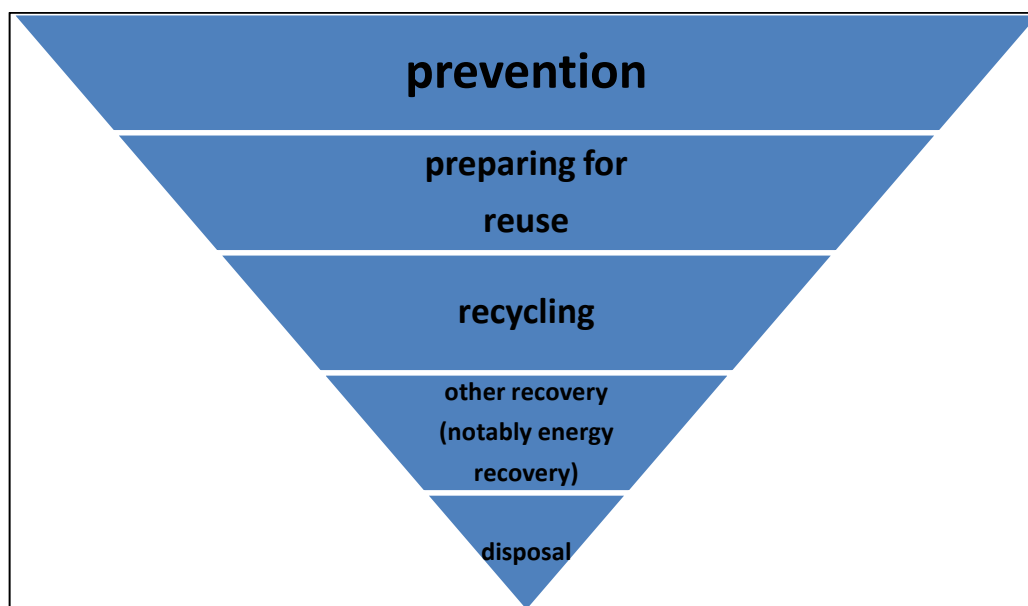 prevention
preparing for
reuse
recycling
other recovery
(notably energy
recovery)
disposal